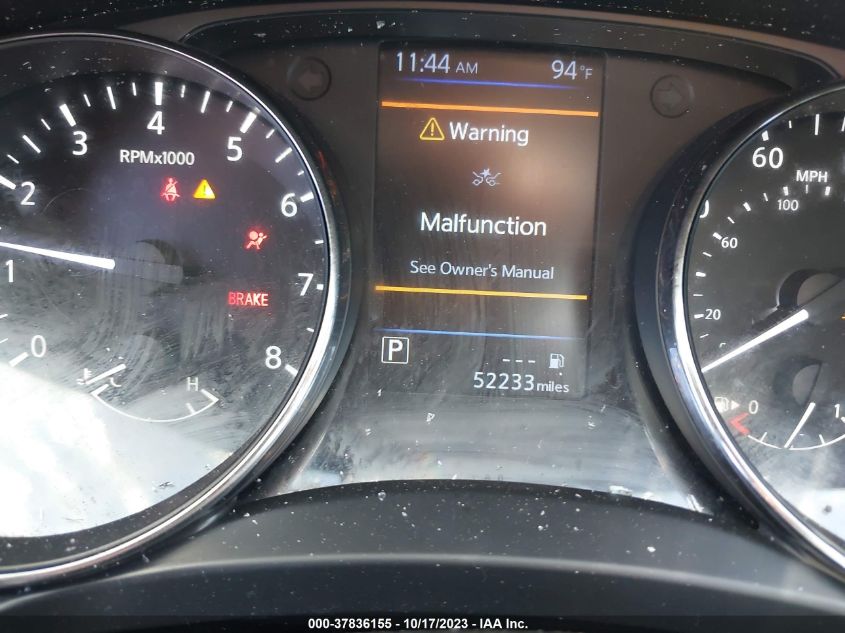 11:44 AM 94°F
Warning
Malfunction
See Owner's Manual
P
--- 
52233 miles
RPMx1000
0
1
2
3
4
5
6
7
8
BRAKE
H
MPH
60
100
60
20
0
1
000-37836155 - 10/17/2023 - IAA Inc.